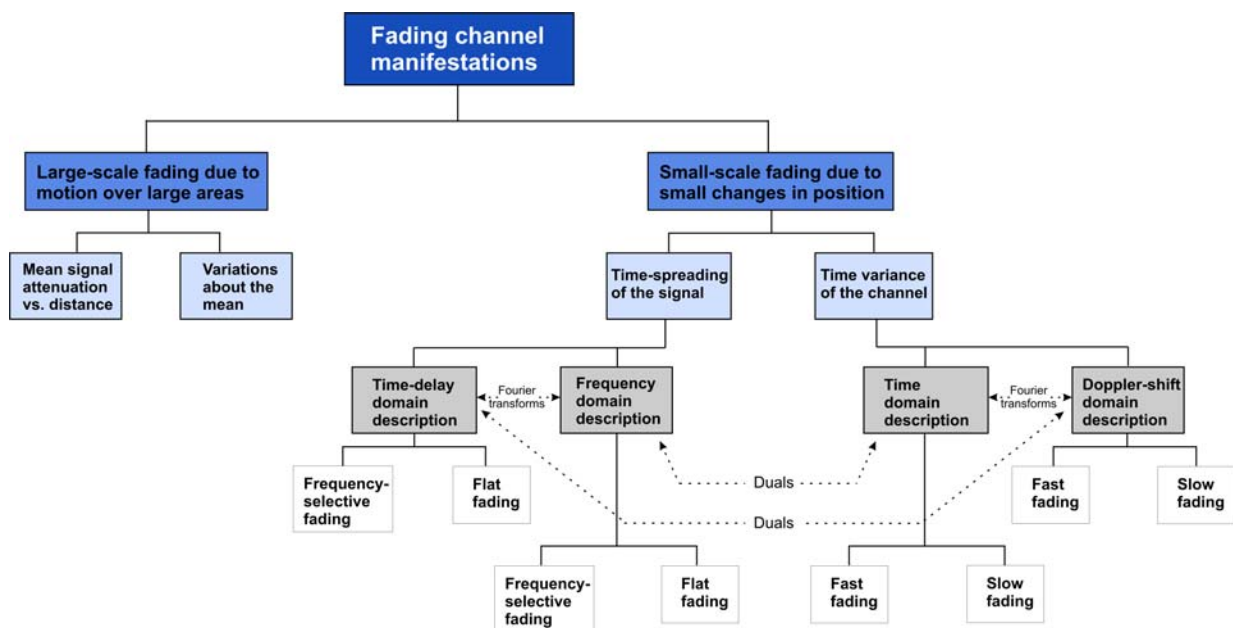 Fading channel
manifestations
Large-scale fading due to
motion over large areas
Small-scale fading due to
small changes in position
Mean signal
attenuation
vs. distance
Variations
about the
mean
Time-spreading
of the signal
Time variance
of the channel
Time-delay
domain
description
Fourier
transforms
Frequency
domain
description
Time
domain
description
Fourier
transforms
Doppler-shift
domain
description
Frequency-
selective
fading
Flat
fading
Duals
Duals
Fast
fading
Slow
fading
Frequency-
selective
fading
Flat
fading
Fast
fading
Slow
fading